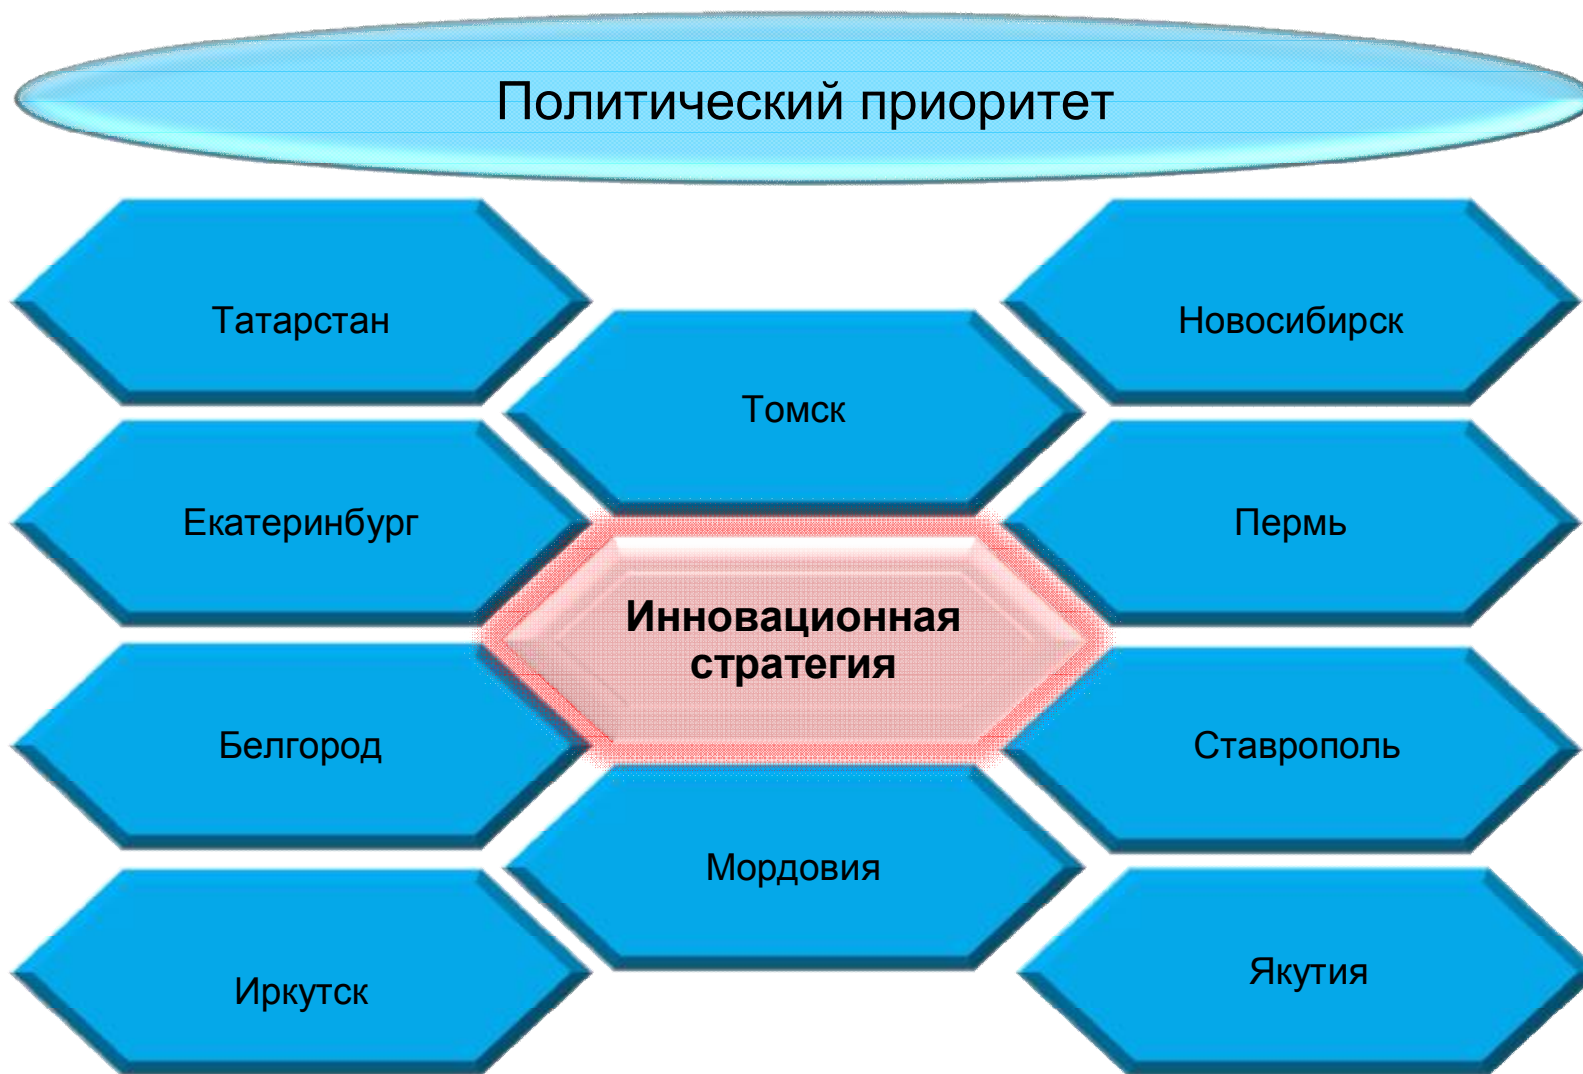 Политический приоритет
Татарстан
Новосибирск
Томск
Екатеринбург
Пермь
Инновационная
стратегия
Белгород
Ставрополь
Мордовия
Иркутск
Якутия